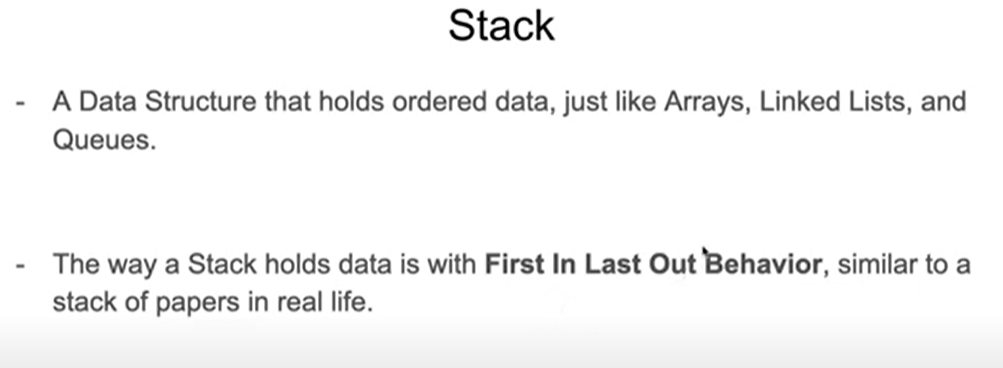 Stack
- A Data Structure that holds ordered data, just like Arrays, Linked Lists, and
Queues.
- The way a Stack holds data is with First In Last Out Behavior, similar to a
stack of papers in real life.